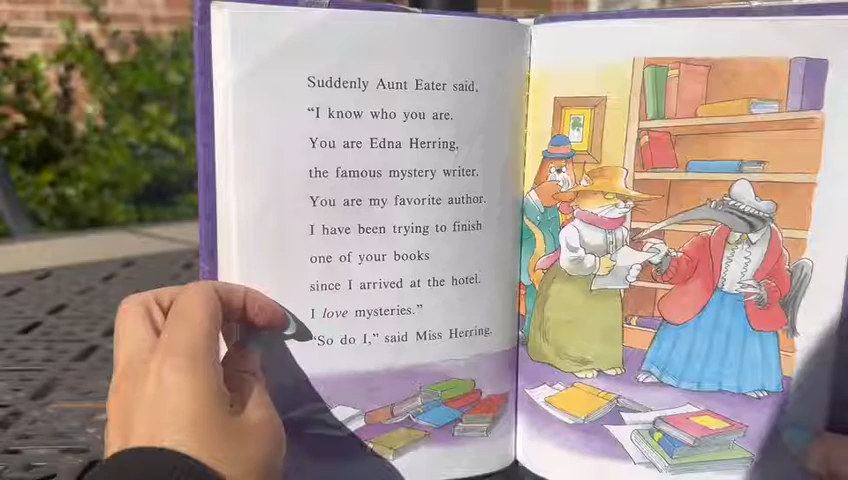 Suddenly Aunt Eater said,
"I know who you are.
You are Edna Herring,
the famous mystery writer.
You are my favorite author.
I have been trying to finish
one of your books
since I arrived at the hotel.
I love mysteries."
"So do I," said Miss Herring.